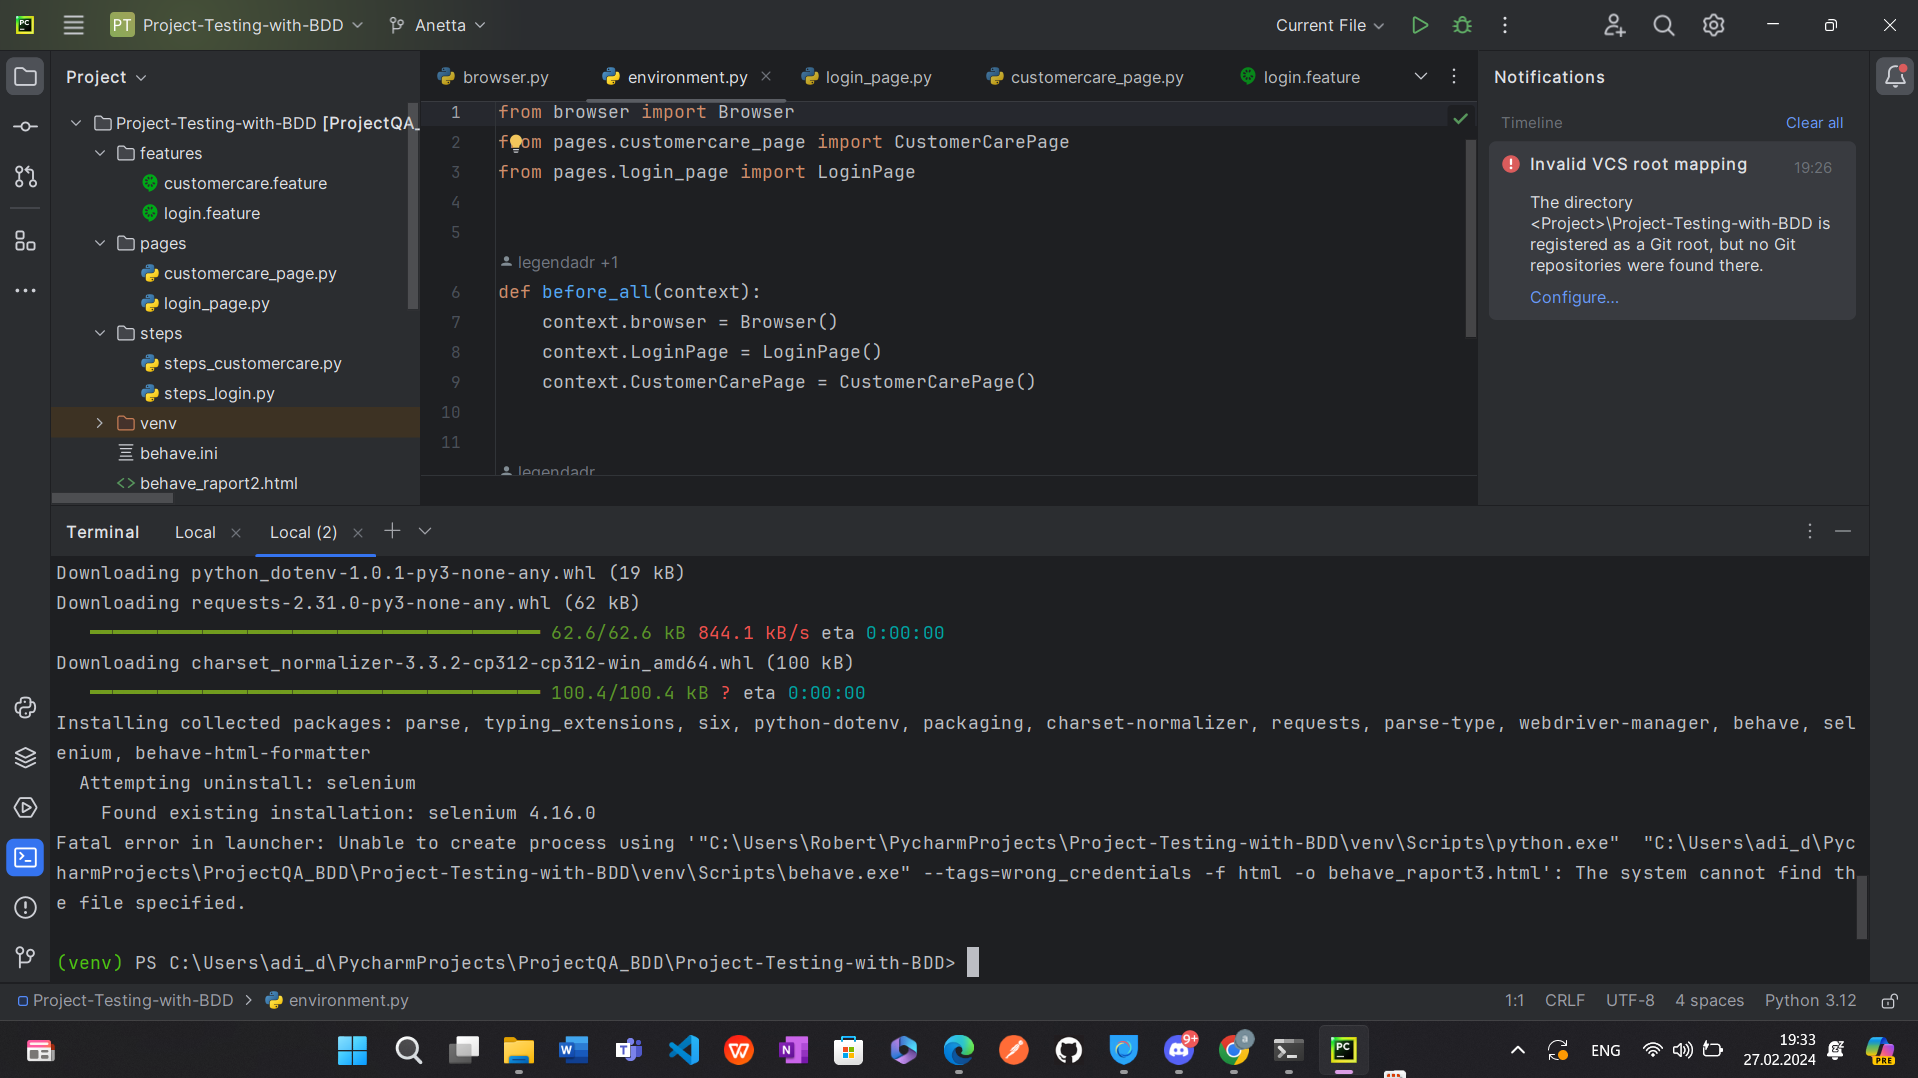 PT Project-Testing-with-BDD
Anetta
Current File
Project
browser.py
environment.py
login_page.py
customercare_page.py
login.feature
Notifications
Project-Testing-with-BDD [ProjectQA_
features
customercare.feature
login.feature
pages
customercare_page.py
login_page.py
steps
steps_customercare.py
steps_login.py
venv
behave.ini
behave_raport2.html
1 from browser import Browser
2 from pages.customercare_page import CustomerCarePage
3 from pages.login_page import LoginPage
4
5
legendadr +1
6 def before_all(context):
7 context.browser = Browser()
8 context.LoginPage = LoginPage()
9 context.CustomerCarePage = CustomerCarePage()
10
11
legendadr
Timeline
Clear all
Invalid VCS root mapping
19:26
The directory
<Project>\Project-Testing-with-BDD is
registered as a Git root, but no Git
repositories were found there.
Configure...
Terminal
Local
Local (2)
Downloading python_dotenv-1.0.1-py3-none-any.whl (19 kB)
Downloading requests-2.31.0-py3-none-any.whl (62 kB)
62.6/62.6 kB 844.1 kB/s eta 0:00:00
Downloading charset_normalizer-3.3.2-cp312-cp312-win_amd64.whl (100 kB)
100.4/100.4 kB ? eta 0:00:00
Installing collected packages: parse, typing_extensions, six, python-dotenv, packaging, charset-normalizer, requests, parse-type, webdriver-manager, behave, sel
enium, behave-html-formatter
Attempting uninstall: selenium
Found existing installation: selenium 4.16.0
Fatal error in launcher: Unable to create process using '"C:\Users\Robert\PycharmProjects\Project-Testing-with-BDD\venv\Scripts\python.exe"  "C:\Users\adi_d\Pyc
harmProjects\ProjectQA_BDD\Project-Testing-with-BDD\venv\Scripts\behave.exe" --tags=wrong_credentials -f html -o behave_raport3.html': The system cannot find th
e file specified.
(venv) PS C:\Users\adi_d\PycharmProjects\ProjectQA_BDD\Project-Testing-with-BDD>
Project-Testing-with-BDD > environment.py
1:1 CRLF UTF-8 4 spaces Python 3.12
9+
a
ENG
19:33
27.02.2024
PRE